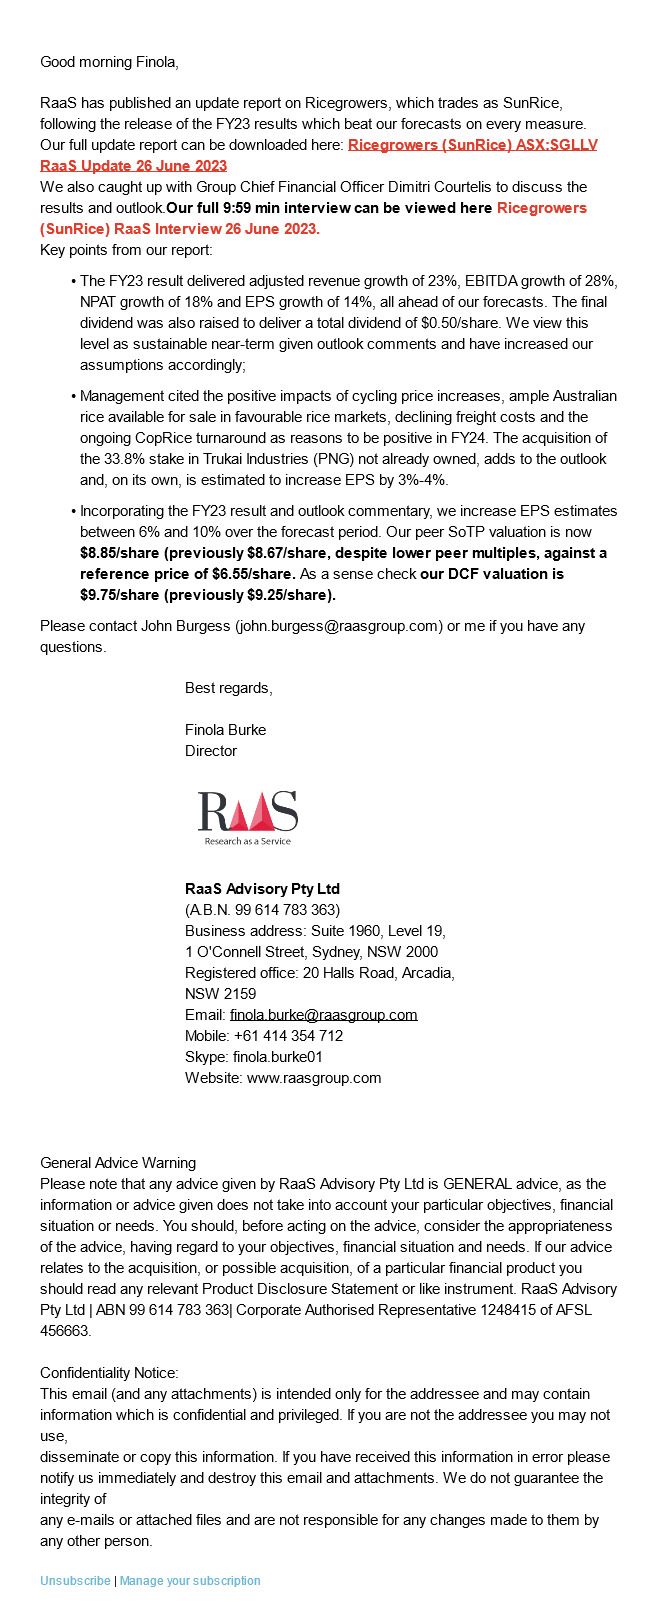 Good morning Finola,
RaaS has published an update report on Ricegrowers, which trades as SunRice,
following the release of the FY23 results which beat our forecasts on every measure.
Our full update report can be downloaded here: Ricegrowers (SunRice) ASX:SGLLV
RaaS Update 26 June 2023
We also caught up with Group Chief Financial Officer Dimitri Courtelis to discuss the
results and outlook.Our full 9:59 min interview can be viewed here Ricegrowers
(SunRice) RaaS Interview 26 June 2023.
Key points from our report:
• The FY23 result delivered adjusted revenue growth of 23%, EBITDA growth of 28%,
NPAT growth of 18% and EPS growth of 14%, all ahead of our forecasts. The final
dividend was also raised to deliver a total dividend of $0.50/share. We view this
level as sustainable near-term given outlook comments and have increased our
assumptions accordingly;
• Management cited the positive impacts of cycling price increases, ample Australian
rice available for sale in favourable rice markets, declining freight costs and the
ongoing CopRice turnaround as reasons to be positive in FY24. The acquisition of
the 33.8% stake in Trukai Industries (PNG) not already owned, adds to the outlook
and, on its own, is estimated to increase EPS by 3%-4%.
• Incorporating the FY23 result and outlook commentary, we increase EPS estimates
between 6% and 10% over the forecast period. Our peer SoTP valuation is now
$8.85/share (previously $8.67/share, despite lower peer multiples, against a
reference price of $6.55/share. As a sense check our DCF valuation is
$9.75/share (previously $9.25/share).
Please contact John Burgess (john.burgess@raasgroup.com) or me if you have any
questions.
Best regards,
Finola Burke
Director
RAAS
Research as a Service
RaaS Advisory Pty Ltd
(A.B.N. 99 614 783 363)
Business address: Suite 1960, Level 19,
1 O'Connell Street, Sydney, NSW 2000
Registered office: 20 Halls Road, Arcadia,
NSW 2159
Email: finola.burke@raasgroup.com
Mobile: +61 414 354 712
Skype: finola.burke01
Website: www.raasgroup.com
General Advice Warning
Please note that any advice given by RaaS Advisory Pty Ltd is GENERAL advice, as the
information or advice given does not take into account your particular objectives, financial
situation or needs. You should, before acting on the advice, consider the appropriateness
of the advice, having regard to your objectives, financial situation and needs. If our advice
relates to the acquisition, or possible acquisition, of a particular financial product you
should read any relevant Product Disclosure Statement or like instrument. RaaS Advisory
Pty Ltd | ABN 99 614 783 363| Corporate Authorised Representative 1248415 of AFSL
456663.
Confidentiality Notice:
This email (and any attachments) is intended only for the addressee and may contain
information which is confidential and privileged. If you are not the addressee you may not
use,
disseminate or copy this information. If you have received this information in error please
notify us immediately and destroy this email and attachments. We do not guarantee the
integrity of
any e-mails or attached files and are not responsible for any changes made to them by
any other person.
Unsubscribe | Manage your subscription